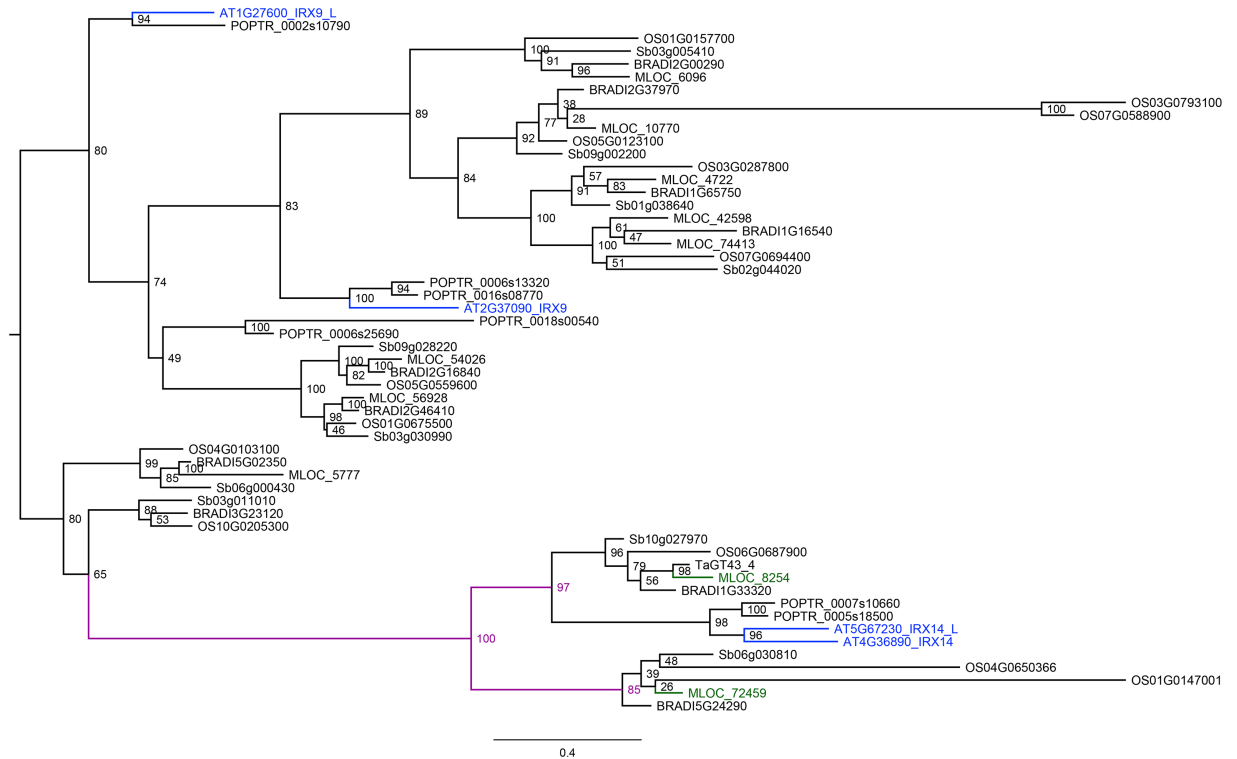 AT1G27600_IRX9_L
94
POPTR_0002s10790
OS01G0157700
100
Sb03g005410
91
BRADI2G00290
96
MLOC_6096
BRADI2G37970
38
OS03G0793100
100
89
OS07G0588900
77
28
MLOC_10770
92
OS05G0123100
80
Sb09g002200
OS03G0287800
57
84
MLOC_4722
83
91
BRADI1G65750
83
Sb01g038640
100
MLOC_42598
61
BRADI1G16540
47
100
MLOC_74413
OS07G0694400
51
Sb02g044020
74
POPTR_0006s13320
94
POPTR_0016s08770
100
AT2G37090_IRX9
POPTR_0018s00540
100
POPTR_0006s25690
Sb09g028220
49
100
MLOC_54026
100
BRADI2G16840
82
OS05G0559600
100
MLOC_56928
100
BRADI2G46410
98
OS01G0675500
46
Sb03g030990
OS04G0103100
99
BRADI5G02350
100
MLOC_5777
85
Sb06g000430
Sb03g011010
88
80
BRADI3G23120
53
OS10G0205300
Sb10g027970
96
OS06G0687900
79
TaGT43_4
98
65
MLOC_8254
56
97
BRADI1G33320
POPTR_0007s10660
100
POPTR_0005s18500
98
AT5G67230_IRX14_L
96
100
AT4G36890_IRX14
Sb06g030810
48
OS04G0650366
39
OS01G0147001
26
85
MLOC_72459
BRADI5G24290
0.4